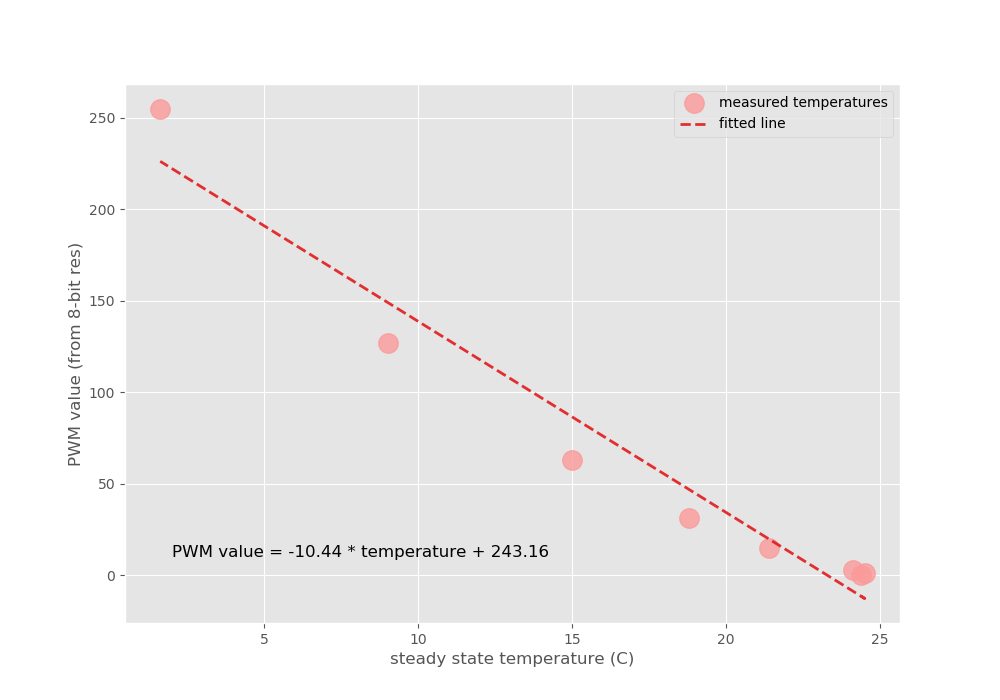 measured temperatures
fitted line
250
200
150
100
50
0
PWM value (from 8-bit res)
PWM value = -10.44 * temperature + 243.16
5 10 15 20 25
steady state temperature (C)